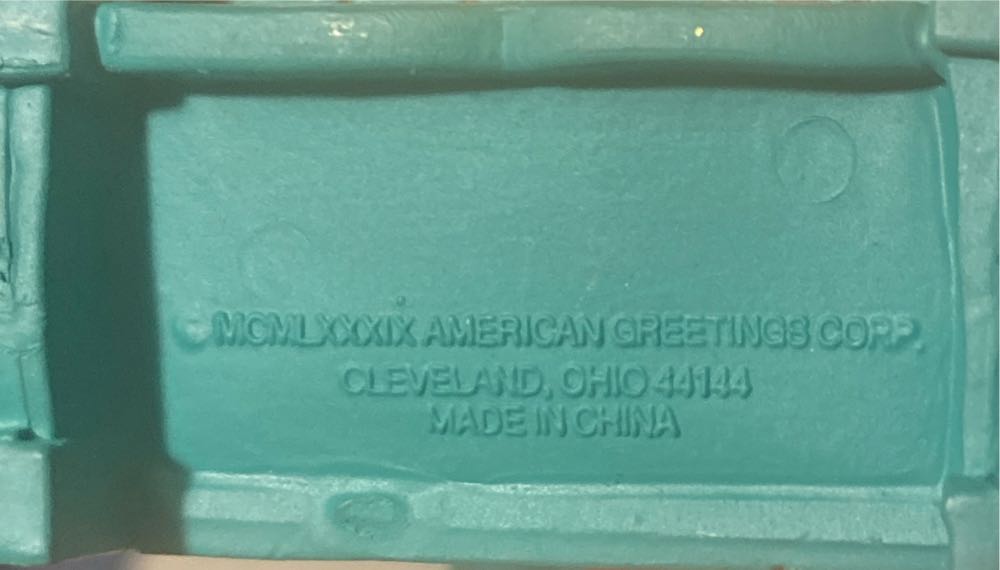 © MCMLXXXIX AMERICAN GREETINGS CORP.
CLEVELAND, OHIO 44144
MADE IN CHINA